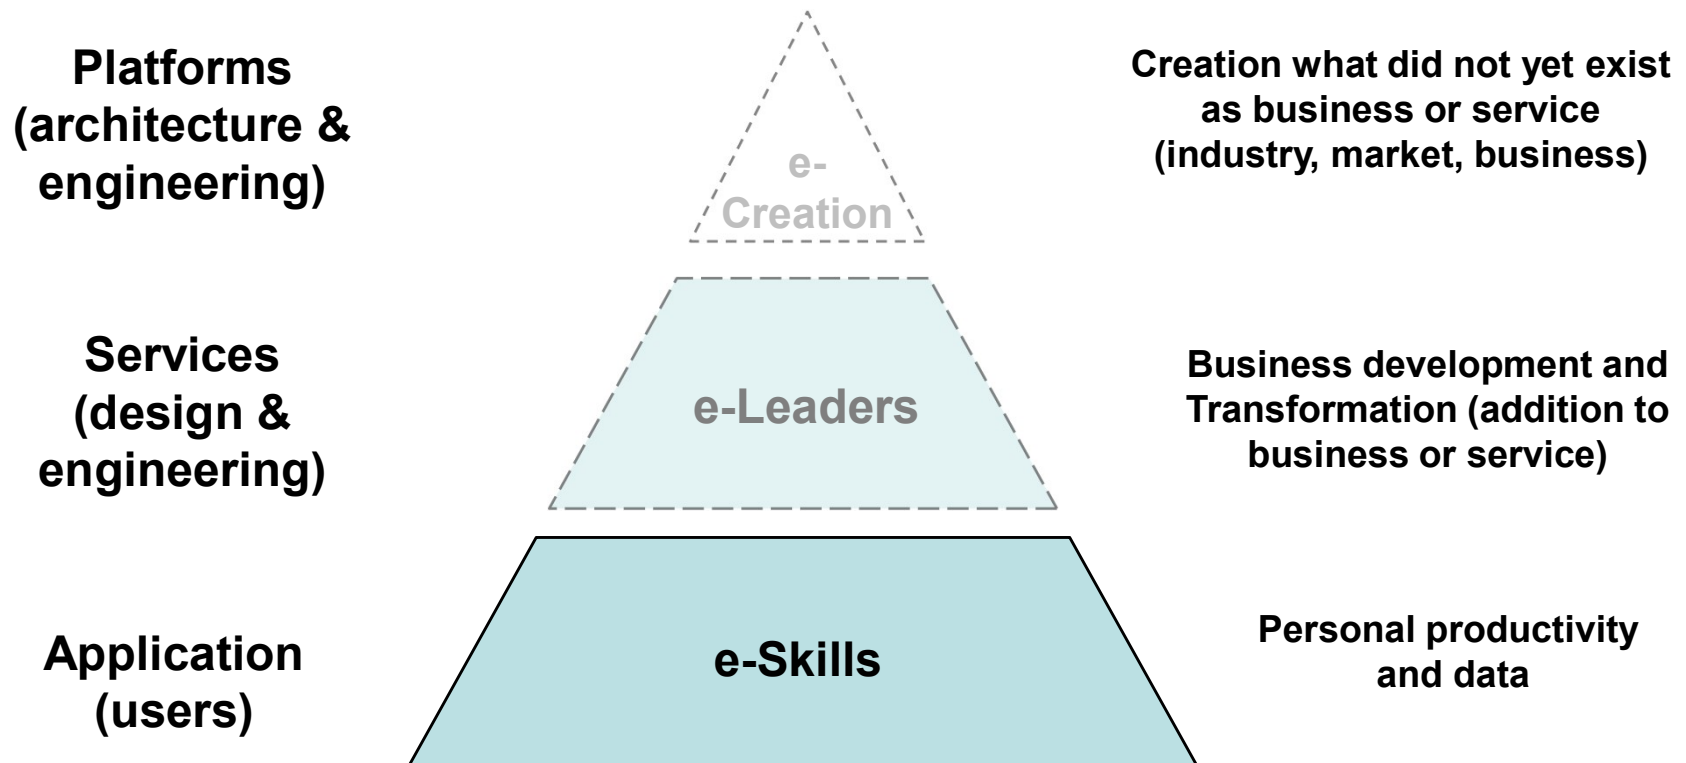 Platforms
(architecture &
engineering)
e-
Creation
Creation what did not yet exist
as business or service
(industry, market, business)
Services
(design &
engineering)
e-Leaders
Business development and
Transformation (addition to
business or service)
Application
(users)
e-Skills
Personal productivity
and data